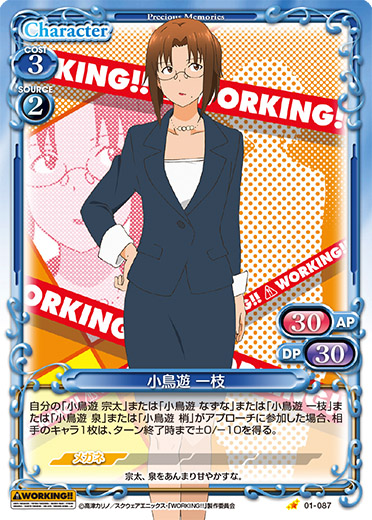 Precious Memories
Character
COST
3
SOURCE
2
KING!!
WORKING!
WORKING!!
WORKING!!
ORKING!!
30 AP
DP 30
小鳥遊 一枝
自分の「小鳥遊 宗太」または「小鳥遊 なずな」または「小鳥遊 一枝」ま
たは「小鳥遊 泉」または「小鳥遊 梢」がアプローチに参加した場合、相
手のキャラ1枚は、ターン終了時まで±0/−10を得る。
メガネ
宗太、泉をあんまり甘やかすな。
WORKING!!
01-087
©高津カリノ/スクウェアエニックス・「WORKING!!」製作委員会